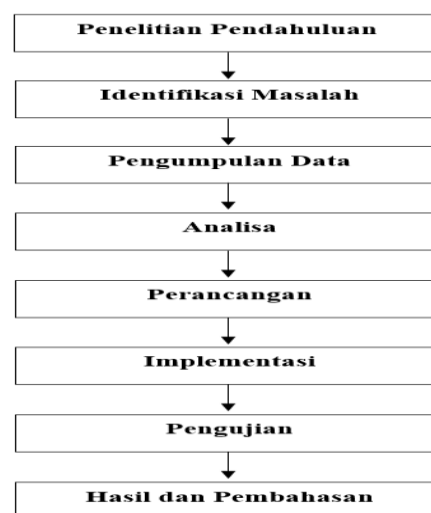 Penelitian Pendahuluan
Identifikasi Masalah
Pengumpulan Data
Analisa
Perancangan
Implementasi
Pengujian
Hasil dan Pembahasan